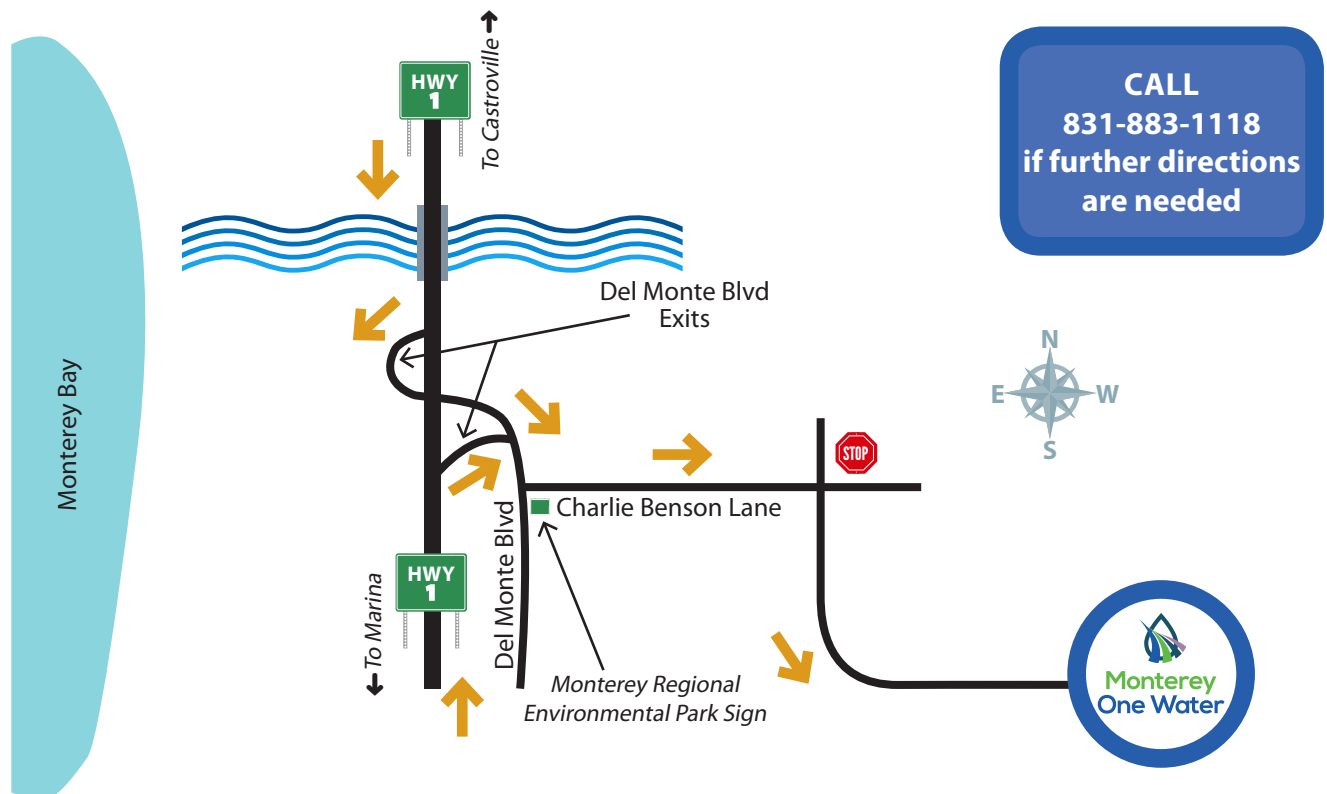 To Castroville
HWY
1
CALL
831-883-1118
if further directions
are needed
Del Monte Blvd
Exits
Monterey Bay
N
E
W
S
STOP
Charlie Benson Lane
Del Monte Blvd
HWY
1
To Marina
Monterey Regional
Environmental Park Sign
Monterey
One Water